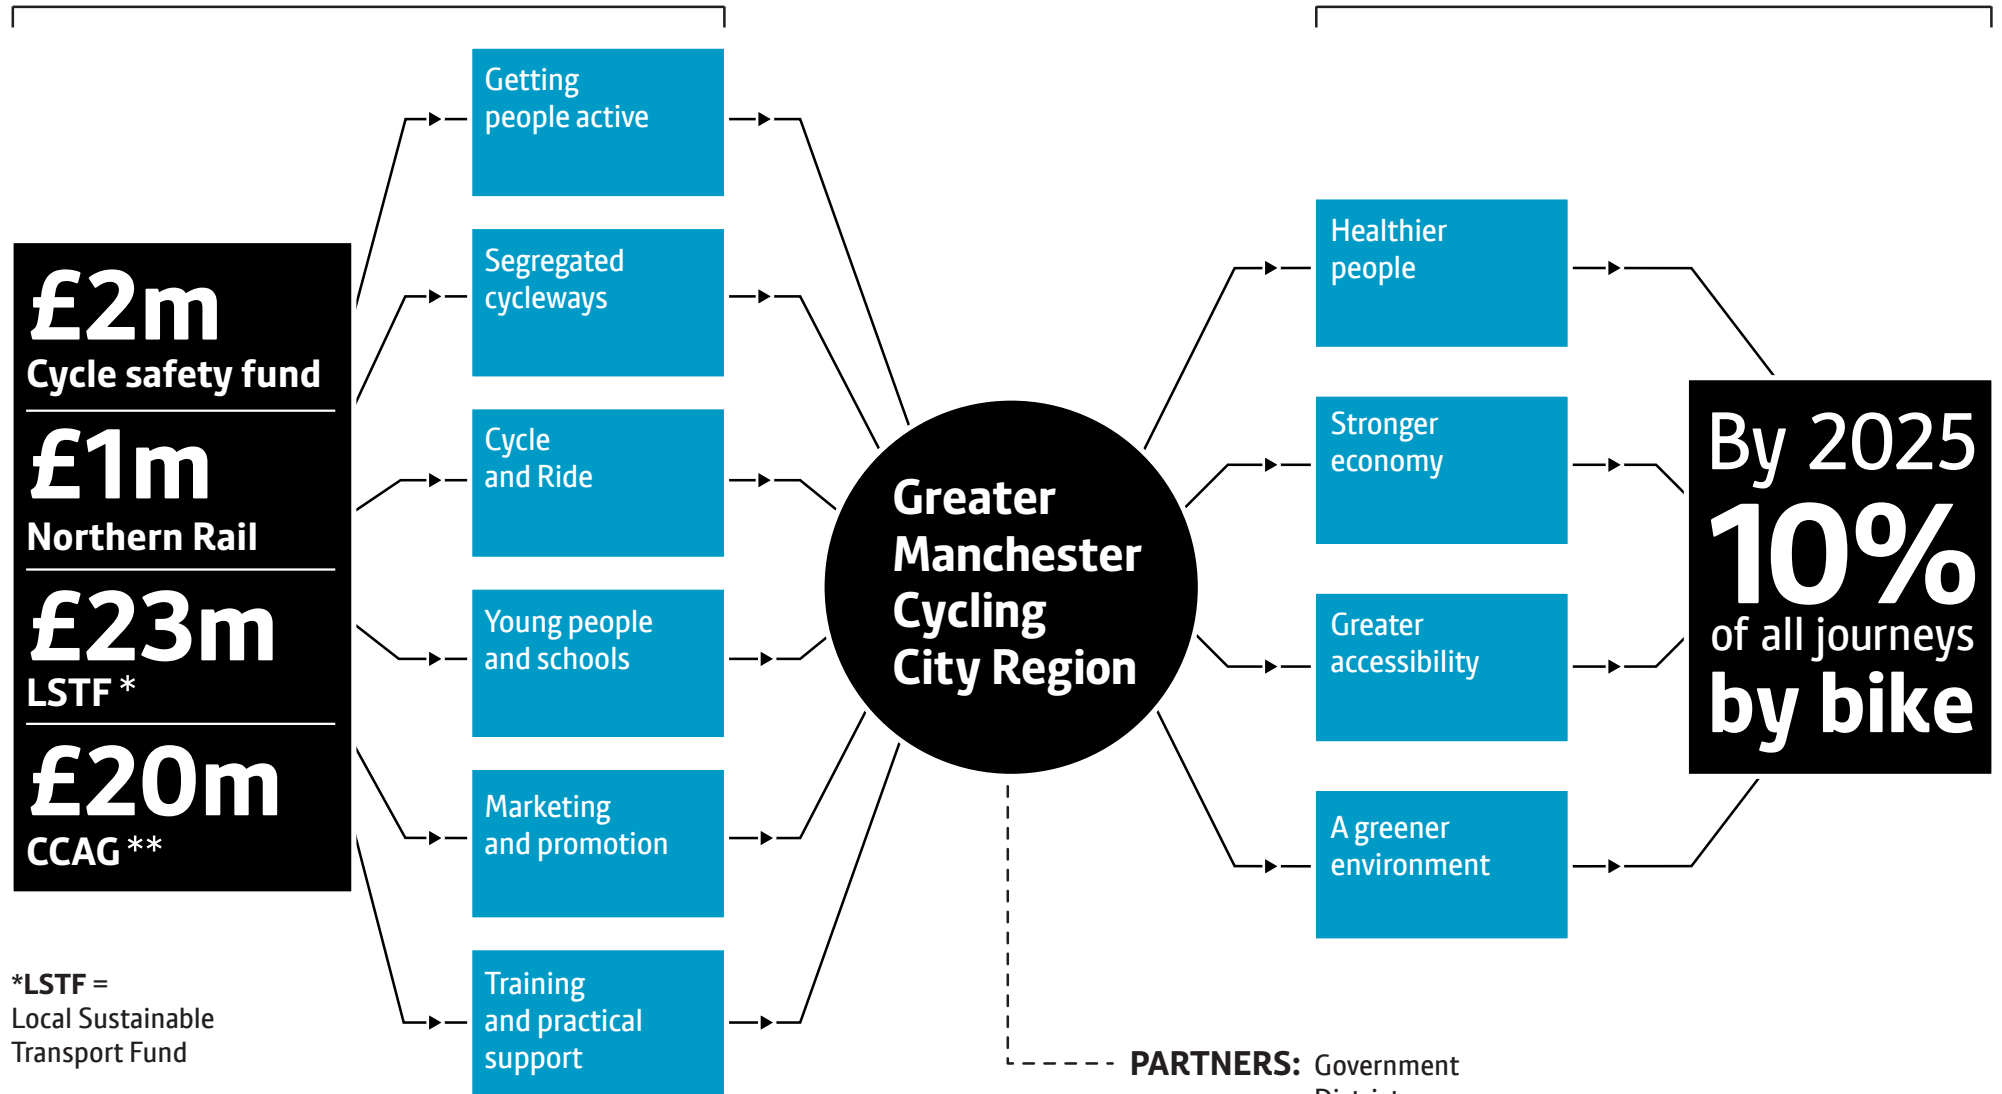 £2m
Cycle safety fund
£1m
Northern Rail
£23m
LSTF *
£20m
CCAG **
*LSTF =
Local Sustainable
Transport Fund
Getting
people active
Segregated
cycleways
Cycle
and Ride
Young people
and schools
Marketing
and promotion
Training
and practical
support
Greater
Manchester
Cycling
City Region
PARTNERS: Government
Healthier
people
Stronger
economy
Greater
accessibility
A greener
environment
By 2025
10%
of all journeys
by bike